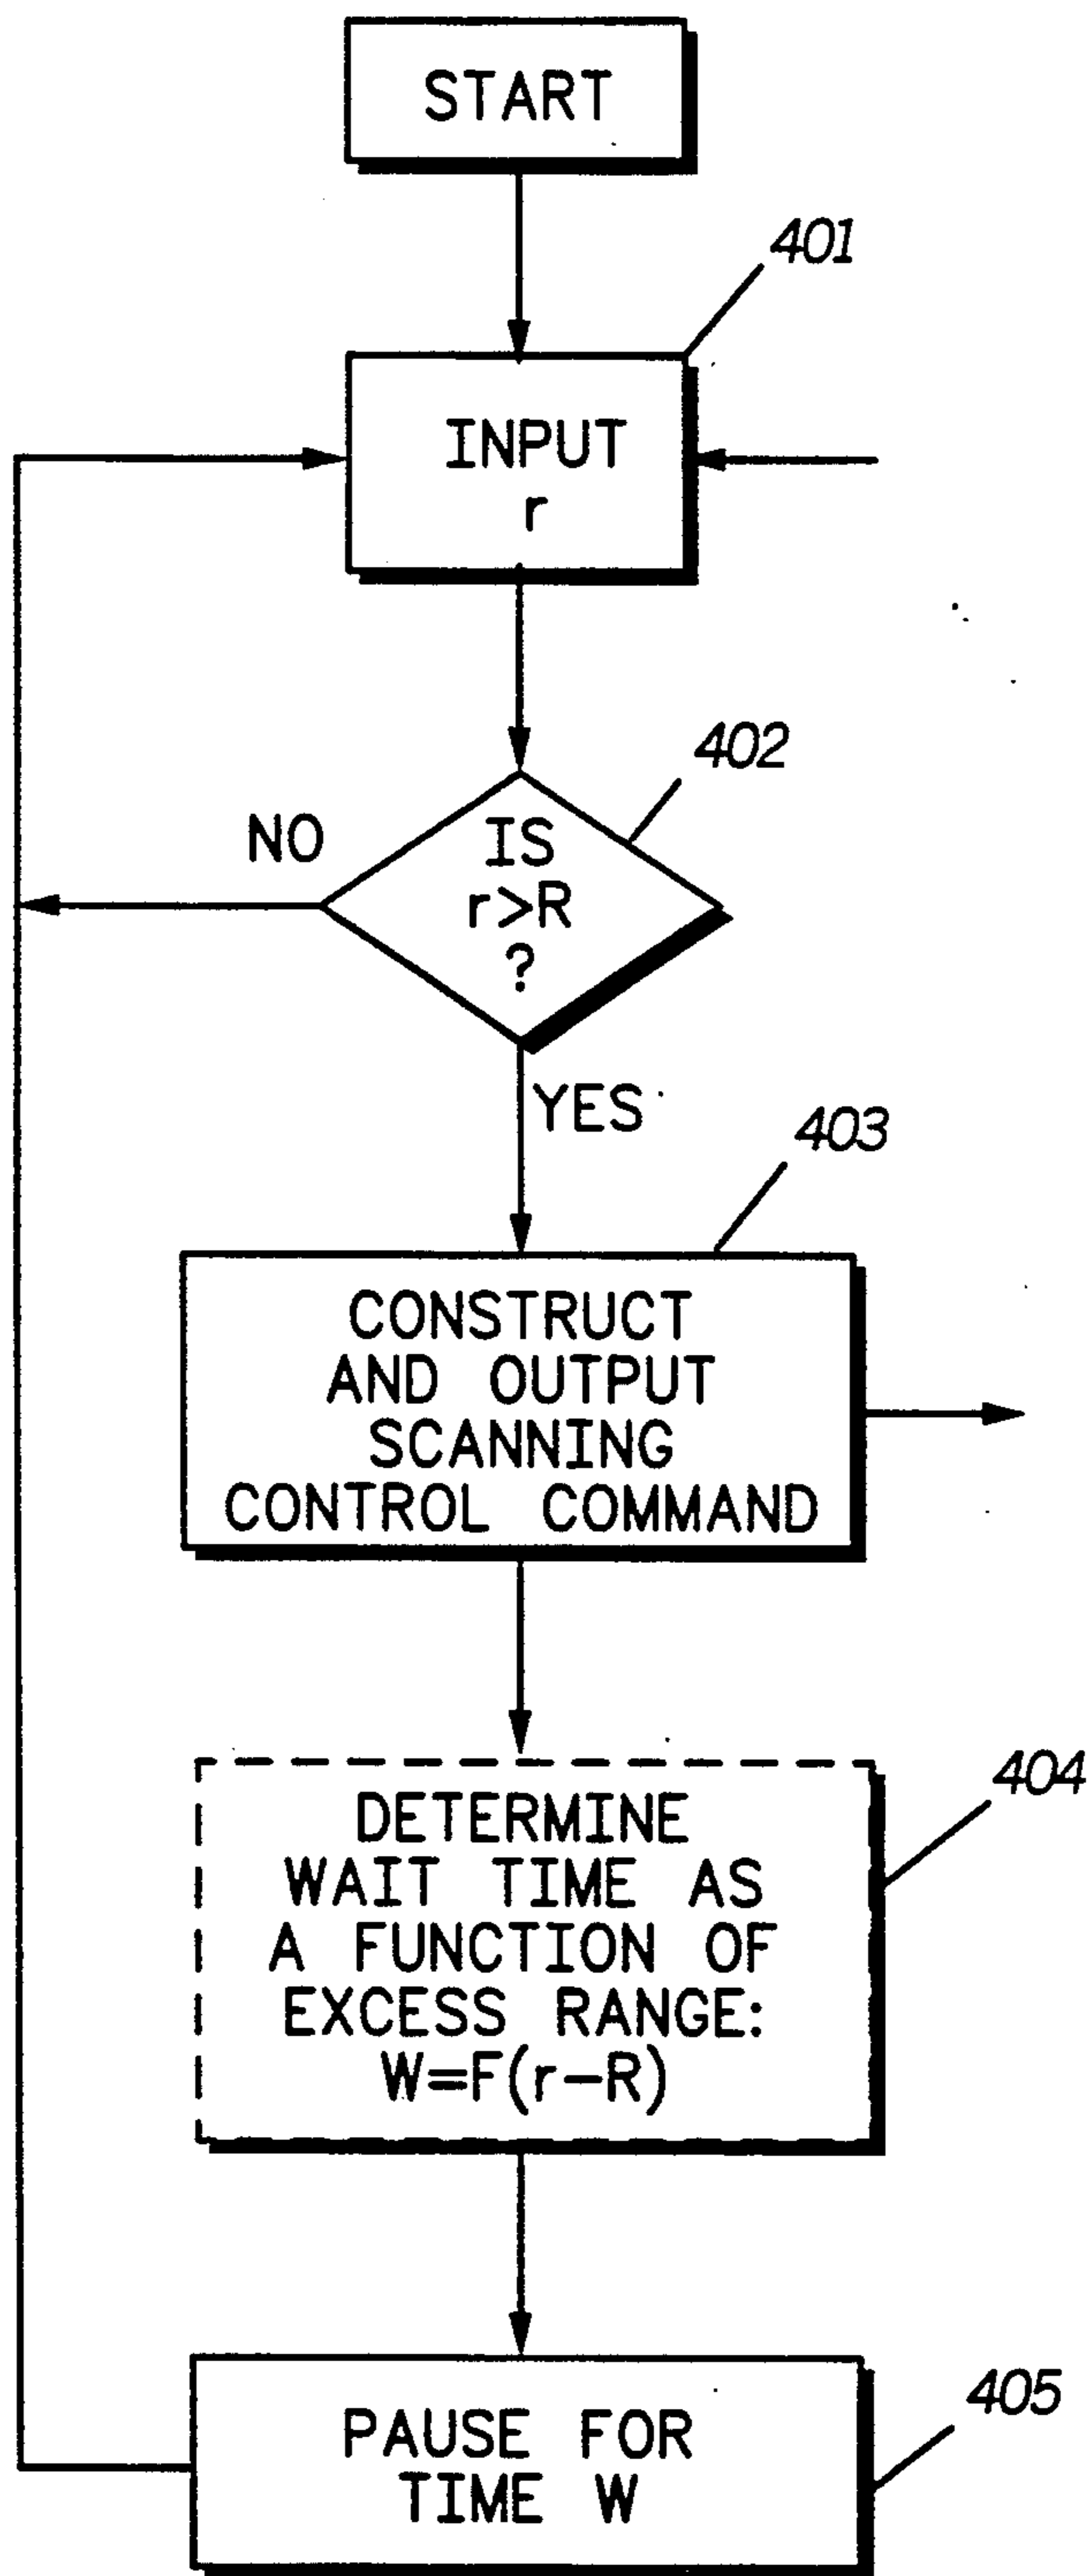 START
401
INPUT
r
402
NO
IS
r>R
?
YES
403
CONSTRUCT
AND OUTPUT
SCANNING
CONTROL COMMAND
404
DETERMINE
WAIT TIME AS
A FUNCTION OF
EXCESS RANGE:
W=F(r-R)
405
PAUSE FOR
TIME W